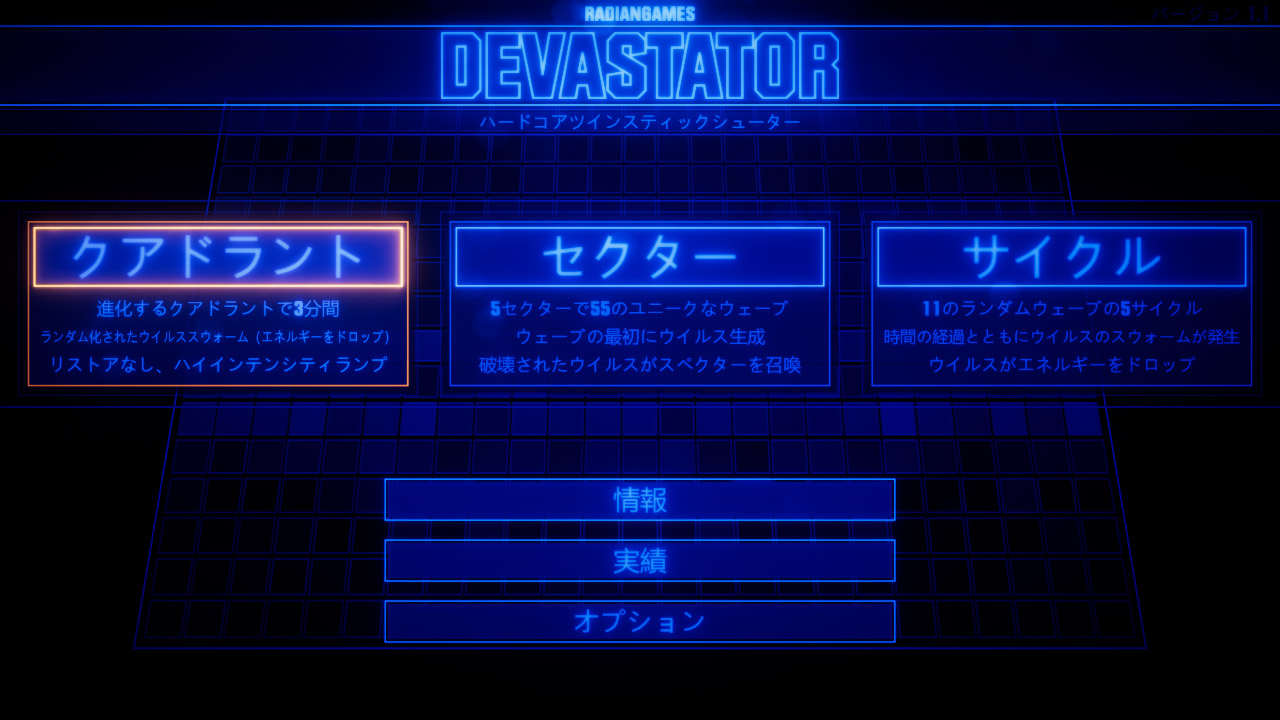 RADIANGAMES
バージョン 1.1
DEVASTATOR
ハードコアツインスティックシューター
クアドラント
進化するクアドラントで3分間
ランダム化されたウイルススウォーム (エネルギーをドロップ)
リストアなし、ハイインテンシティランプ
セクター
5セクターで55のユニークなウェーブ
ウェーブの最初にウイルス生成
破壊されたウイルスがスペクターを召喚
サイクル
11のランダムウェーブの5サイクル
時間の経過とともにウイルスのスウォームが発生
ウイルスがエネルギーをドロップ
情報
実績
オプション